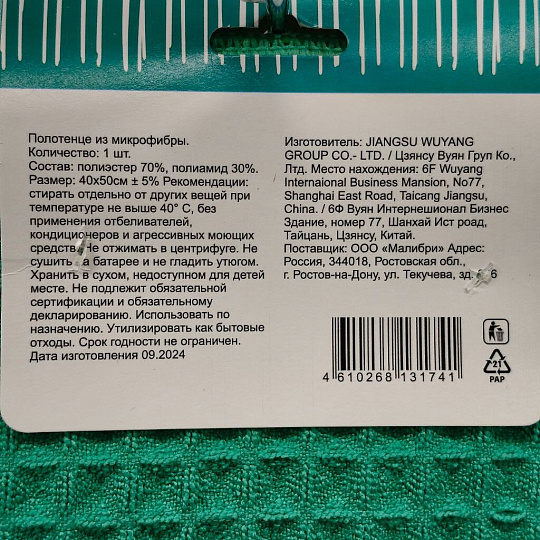 Полотенце из микрофибры.
Количество: 1 шт.
Состав: полиэстер 70%, полиамид 30%.
Размер: 40х50см ± 5% Рекомендации:
стирать отдельно от других вещей при
температуре не выше 40° С, без
применения отбеливателей,
кондиционеров и агрессивных моющих
средств. Не отжимать в центрифуге. Не
сушить на батарее и не гладить утюгом.
Хранить в сухом, недоступном для детей
месте. Не подлежит обязательной
сертификации и обязательному
декларированию. Использовать по
назначению. Утилизировать как бытовые
отходы. Срок годности не ограничен.
Дата изготовления 09.2024
Изготовитель: JIANGSU WUYANG
GROUP CO.- LTD. / Цзянсу Вуян Груп Ко.,
Лтд. Место нахождения: 6F Wuyang
Internaional Business Mansion, No77,
Shanghai East Road, Taicang Jiangsu,
China. / 6Ф Вуян Интернешионал Бизнес
Здание, номер 77, Шанхай Ист роад,
Тайцань, Цзянсу, Китай.
Поставщик: ООО «Малибри» Адрес:
Россия, 344018, Ростовская обл.,
г. Ростов-на-Дону, ул. Текучева, зд.
4 610268 131741
21
PAP